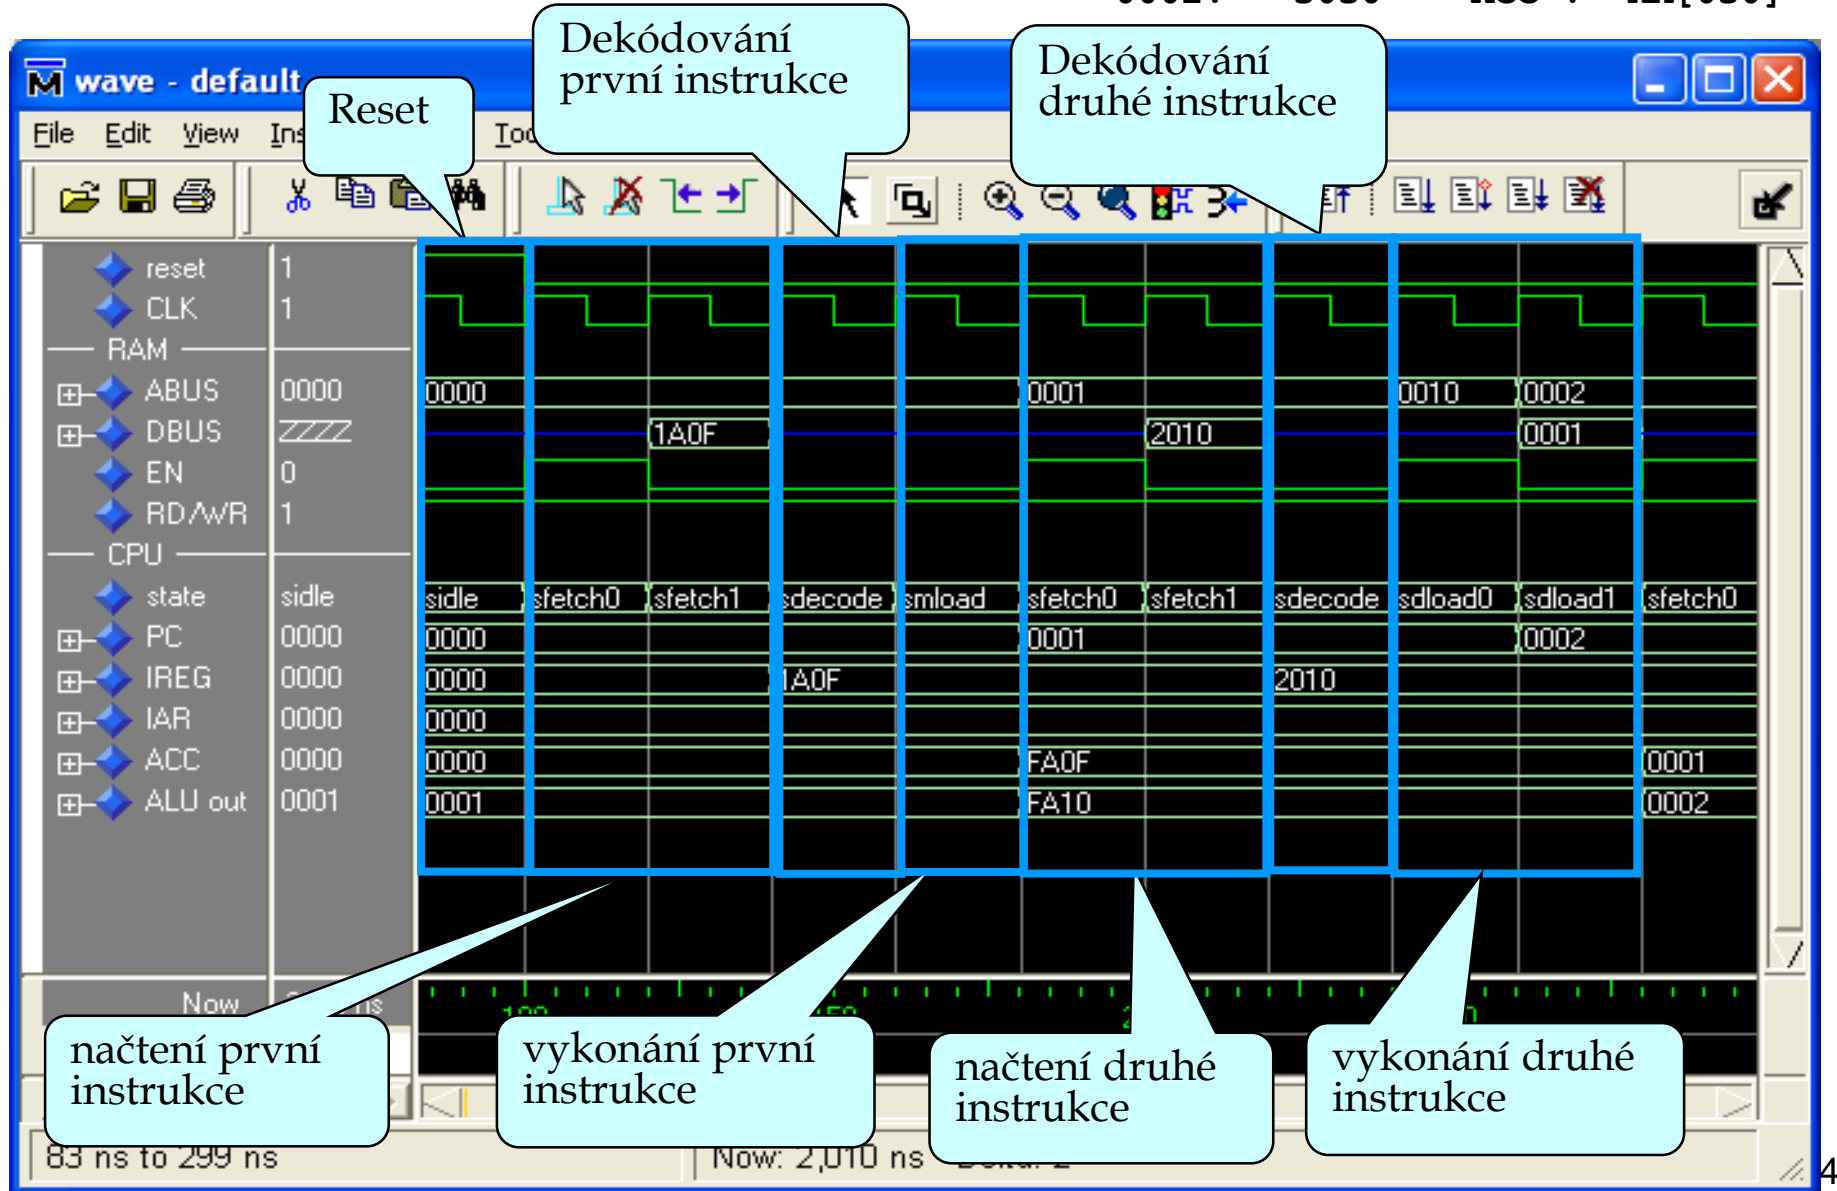 Dekódování
první instrukce
Dekódování
druhé instrukce
Reset
wave - default
File Edit View
reset 1
CLK 1
RAM
ABUS 0000 0000 0001 0010 0002
DBUS ZZZZ 1A0F 2010 0001
EN 0
RD/WR 1
CPU
state sidle sidle sfetch0 sfetch1 sdecode smload sfetch0 sfetch1 sdecode sdload0 sdload1 sfetch0
PC 0000 0000 0001 0002
IREG 0000 0000 1A0F 2010
IAR 0000 0000
ACC 0000 0000 FA0F 0001
ALU out 0001 0001 FA10 0002
Now
načtení první
instrukce
vykonání první
instrukce
načtení druhé
instrukce
vykonání druhé
instrukce
83 ns to 299 ns
Now: 2,010 ns
4